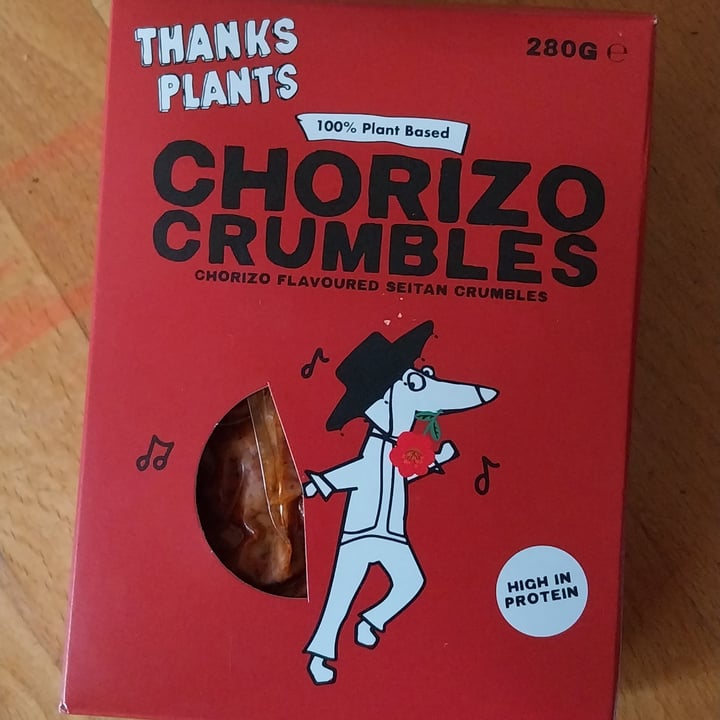 THANKS
PLANTS
280G ℮
100% Plant Based
CHORIZO
CRUMBLES
CHORIZO FLAVOURED SEITAN CRUMBLES
HIGH IN
PROTEIN